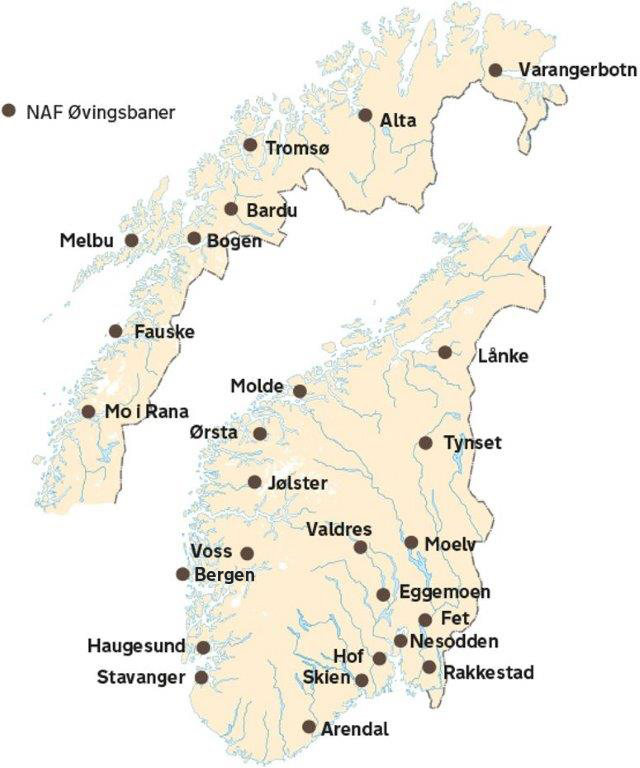 Varangerbotn
NAF Øvingsbaner
Alta
Tromsø
Bardu
Melbu
Bogen
Fauske
Lånke
Molde
Mo i Rana
Ørsta
Tynset
Jølster
Valdres
Moelv
Voss
Bergen
Eggemoen
Fet
Nesodden
Haugesund
Hof
Rakkestad
Stavanger
Skien
Arendal